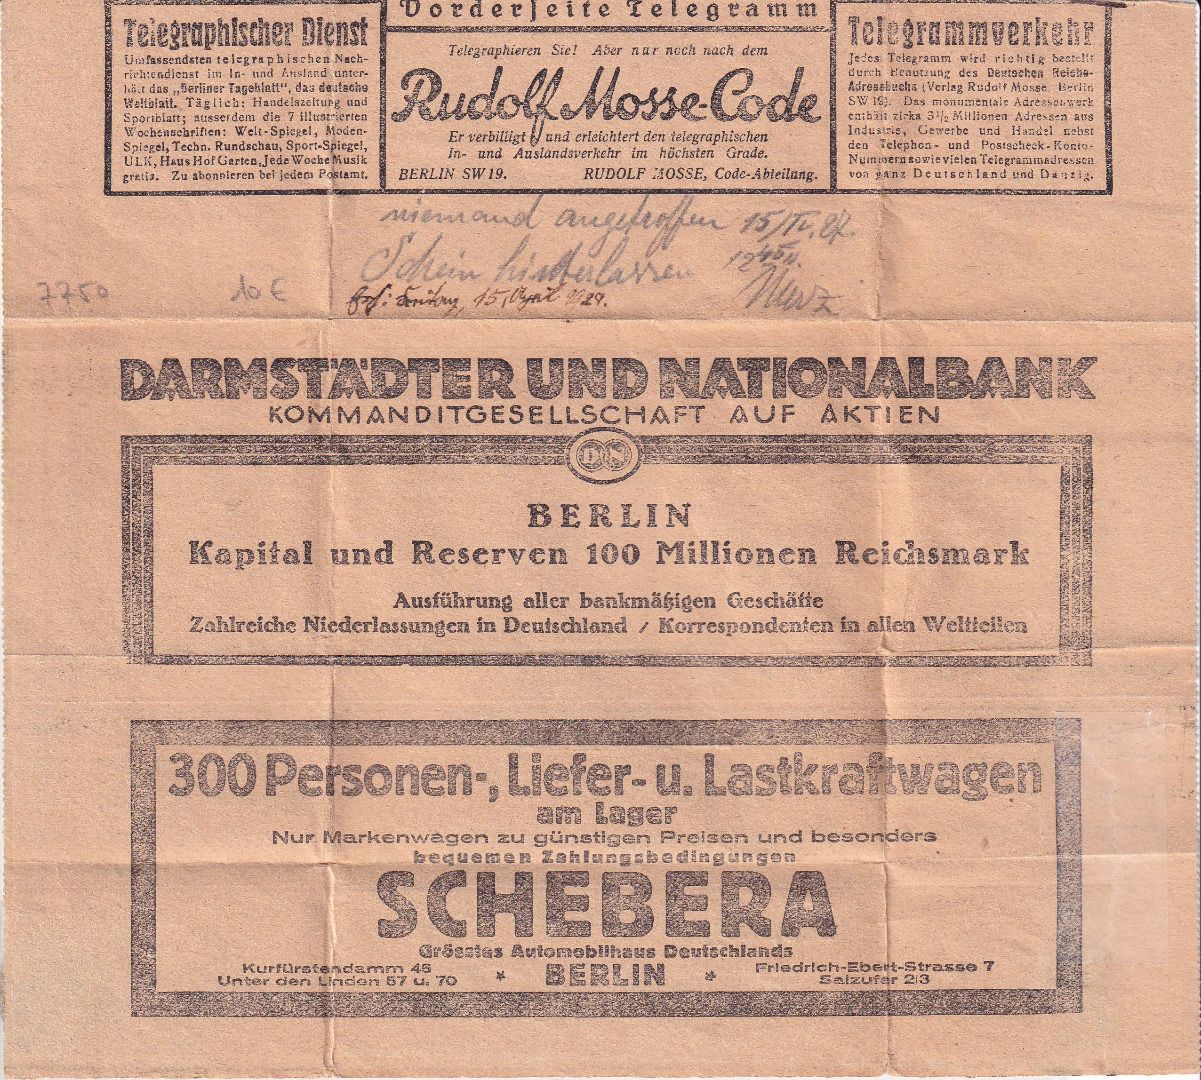 Vorderseite Telegramm
Telegraphischer Dienst
Umfassendsten telegraphischen Nach-
richtendienst im In- und Ausland unter-
hält das „Berliner Tageblatt", das deutsche
Weltblatt. Täglich: Handelszeitung und
Sportblatt; ausserdem die 7 illustrierten
Wochenschriften: Welt-Spiegel, Moden-
Spiegel, Techn. Rundschau, Sport-Spiegel,
ULK, Haus Hof Garten, Jede Woche Musik
gratis. Zu abonnieren bei jedem Postamt.
Telegraphieren Sie! Aber nur noch nach dem
Rudolf Mosse-Code
Er verbilligt und erleichtert den telegraphischen
In- und Auslandsverkehr im höchsten Grade.
BERLIN SW 19. RUDOLF MOSSE, Code-Abteilung.
Telegrammverkehr
Jedes Telegramm wird richtig bestellt
durch Benutzung des Deutschen Reichs-
Adressbuchs (Verlag Rudolf Mosse, Berlin
SW 19). Das monumentale Adressenwerk
enthält zirka 3½ Millionen Adressen aus
Industrie, Gewerbe und Handel nebst
den Telephon- und Postscheck-Konto-
Nummern sowie vielen Telegrammadressen
von ganz Deutschland und Danzig.
niemand angetroffen 15/IV. 27.
Schein hinterlassen 12 45 N.
7750 10 €
15. April 1927.
DARMSTÄDTER UND NATIONALBANK
KOMMANDITGESELLSCHAFT AUF AKTIEN
DN
BERLIN
Kapital und Reserven 100 Millionen Reichsmark
Ausführung aller bankmäßigen Geschäfte
Zahlreiche Niederlassungen in Deutschland / Korrespondenten in allen Weltteilen
300 Personen-, Liefer- u. Lastkraftwagen
am Lager
Nur Markenwagen zu günstigen Preisen und besonders
bequemen Zahlungsbedingungen
SCHEBERA
Grösstes Automobilhaus Deutschlands
Kurfürstendamm 45 * BERLIN * Friedrich-Ebert-Strasse 7
Unter den Linden 67 u. 70 Salzufer 2/3